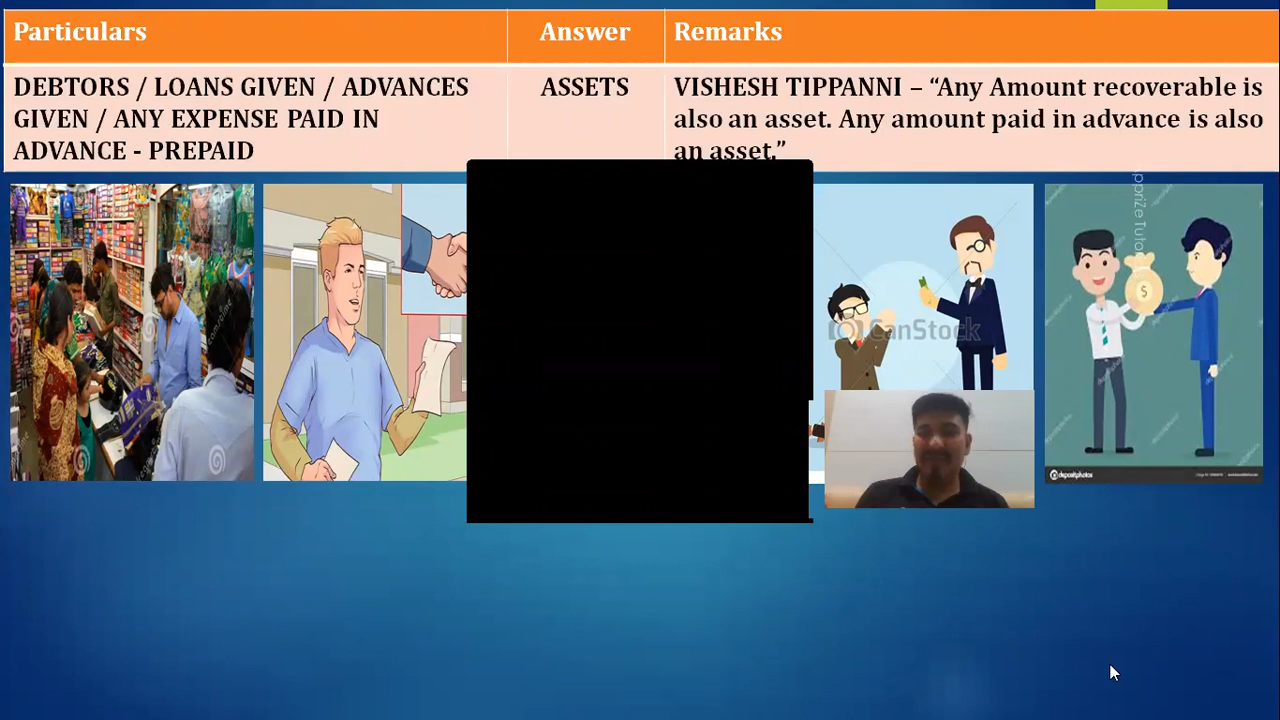 Particulars
Answer
Remarks
DEBTORS / LOANS GIVEN / ADVANCES
GIVEN / ANY EXPENSE PAID IN
ADVANCE - PREPAID
ASSETS
VISHESH TIPPANNI – “Any Amount recoverable is
also an asset. Any amount paid in advance is also
an asset.”
CanStock
depositphotos